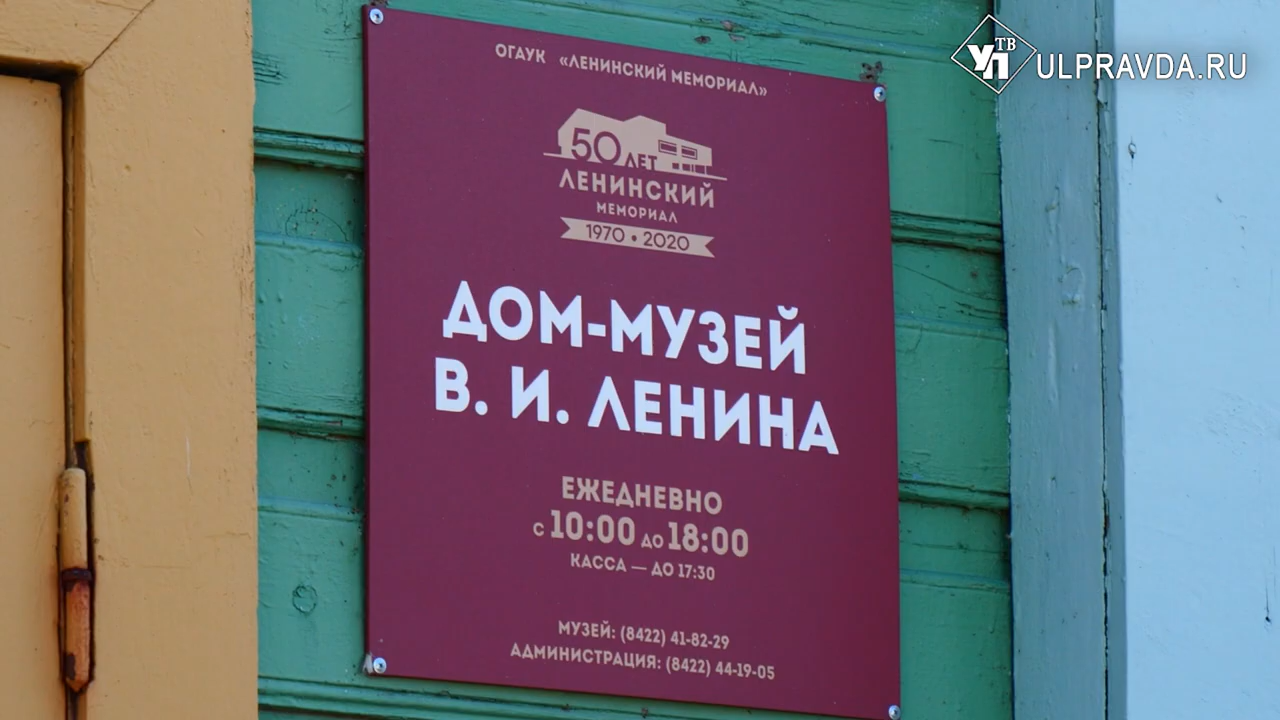 ОГАУК «ЛЕНИНСКИЙ МЕМОРИАЛ»
50 ЛЕТ
ЛЕНИНСКИЙ
МЕМОРИАЛ
1970 • 2020
ДОМ-МУЗЕЙ
В. И. ЛЕНИНА
ЕЖЕДНЕВНО
С 10:00 ДО 18:00
КАССА — ДО 17:30
МУЗЕЙ: (8422) 41-82-29
АДМИНИСТРАЦИЯ: (8422) 44-19-05
УП ТВ
ULPRAVDA.RU